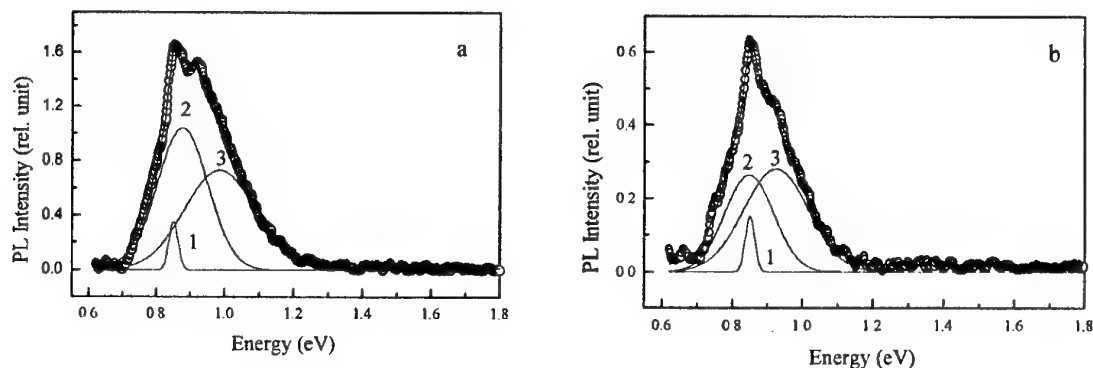 a
1.6
1.2
0.8
0.4
0.0
PL Intensity (rel. unit)
2
3
1
0 6 0 8 1.0 1.2 1.4 1.6 1.8
Energy (eV)
b
0 6
0.4
0.2
0.0
PL Intensity (rel. unit)
2 3
1
0 6 0 8 1 0 1 2 1 4 1.6 1.8
Energy (eV)